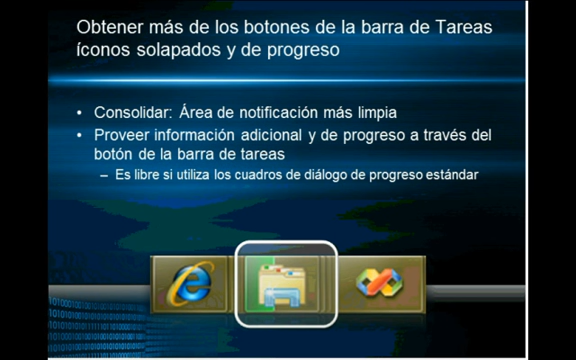 Obtener más de los botones de la barra de Tareas
íconos solapados y de progreso
• Consolidar: Área de notificación más limpia
• Proveer información adicional y de progreso a través del
botón de la barra de tareas
– Es libre si utiliza los cuadros de diálogo de progreso estándar